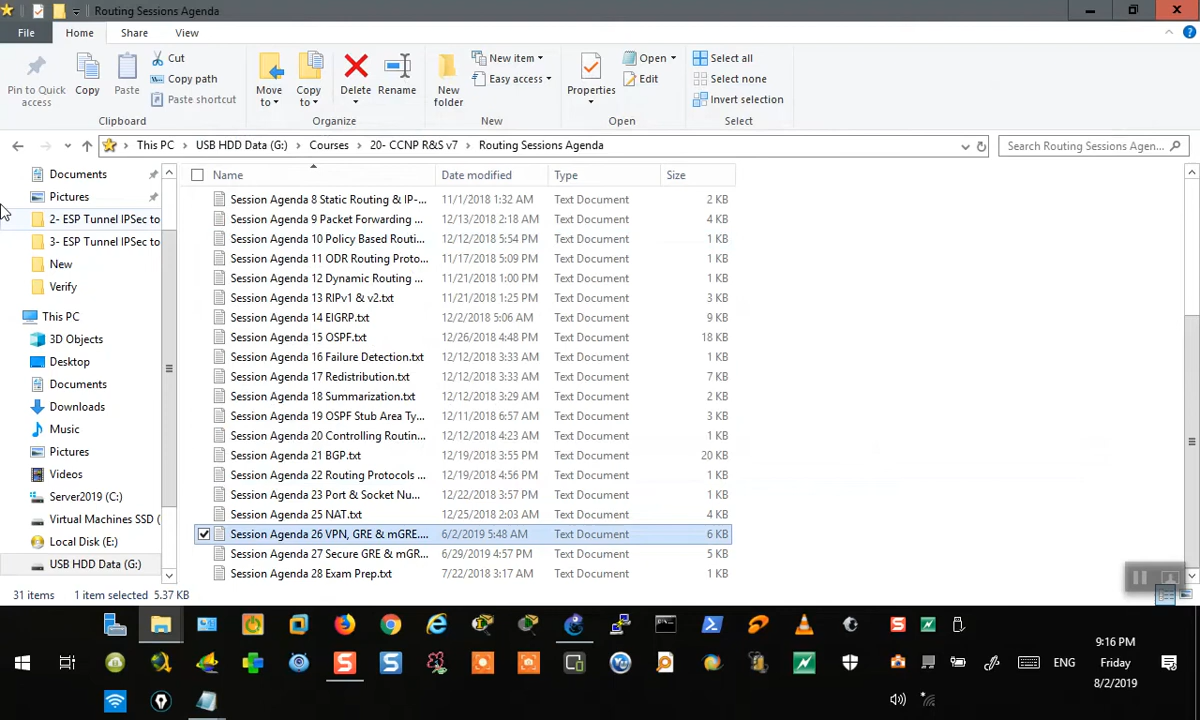 Routing Sessions Agenda
File Home Share View
Pin to Quick access
Copy
Paste
Cut
Copy path
Paste shortcut
Move to
Copy to
Delete
Rename
New folder
New item
Easy access
Properties
Open
Edit
Select all
Select none
Invert selection
Clipboard Organize New Open Select
This PC USB HDD Data (G:) Courses 20- CCNP R&S v7 Routing Sessions Agenda
Search Routing Sessions Agen...
Documents
Pictures
2- ESP Tunnel IPSec to
3- ESP Tunnel IPSec to
New
Verify
This PC
3D Objects
Desktop
Documents
Downloads
Music
Pictures
Videos
Server2019 (C:)
Virtual Machines SSD (
Local Disk (E:)
USB HDD Data (G:)
Name Date modified Type Size
Session Agenda 8 Static Routing & IP-... 11/1/2018 1:32 AM Text Document 2 KB
Session Agenda 9 Packet Forwarding ... 12/13/2018 2:18 AM Text Document 4 KB
Session Agenda 10 Policy Based Routi... 12/12/2018 5:54 PM Text Document 1 KB
Session Agenda 11 ODR Routing Proto... 11/17/2018 5:09 PM Text Document 1 KB
Session Agenda 12 Dynamic Routing ... 11/21/2018 1:00 PM Text Document 1 KB
Session Agenda 13 RIPv1 & v2.txt 11/21/2018 1:25 PM Text Document 3 KB
Session Agenda 14 EIGRP.txt 12/2/2018 5:06 AM Text Document 9 KB
Session Agenda 15 OSPF.txt 12/26/2018 4:48 PM Text Document 18 KB
Session Agenda 16 Failure Detection.txt 12/12/2018 3:33 AM Text Document 1 KB
Session Agenda 17 Redistribution.txt 12/12/2018 3:33 AM Text Document 7 KB
Session Agenda 18 Summarization.txt 12/12/2018 3:29 AM Text Document 2 KB
Session Agenda 19 OSPF Stub Area Ty... 12/11/2018 6:57 AM Text Document 3 KB
Session Agenda 20 Controlling Routin... 12/12/2018 4:23 AM Text Document 1 KB
Session Agenda 21 BGP.txt 12/19/2018 3:55 PM Text Document 20 KB
Session Agenda 22 Routing Protocols ... 12/19/2018 4:56 PM Text Document 1 KB
Session Agenda 23 Port & Socket Nu... 12/22/2018 3:57 PM Text Document 1 KB
Session Agenda 25 NAT.txt 12/25/2018 2:03 AM Text Document 4 KB
Session Agenda 26 VPN, GRE & mGRE.... 6/2/2019 5:48 AM Text Document 6 KB
Session Agenda 27 Secure GRE & mGR... 6/29/2019 4:57 PM Text Document 5 KB
Session Agenda 28 Exam Prep.txt 7/22/2018 3:17 AM Text Document 1 KB
31 items 1 item selected 5.37 KB
ENG
9:16 PM
Friday
8/2/2019